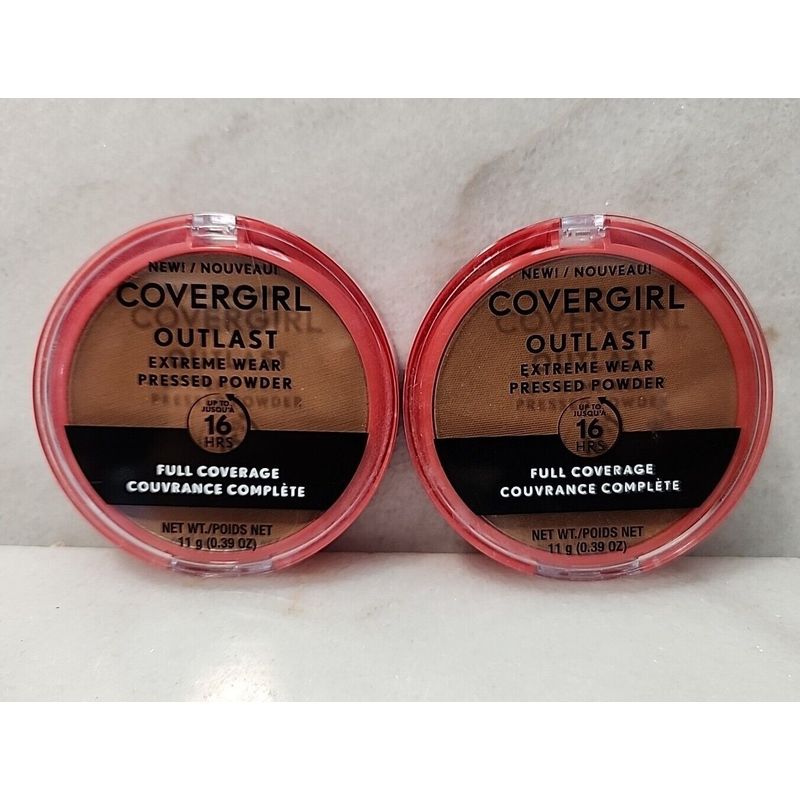 NEW! / NOUVEAU!
COVERGIRL
OUTLAST
EXTREME WEAR
PRESSED POWDER
UP TO
JUSQU'À
16
HRS
FULL COVERAGE
COUVRANCE COMPLÈTE
NET WT./POIDS NET
11 g (0.39 OZ)
NEW! / NOUVEAU!
COVERGIRL
OUTLAST
EXTREME WEAR
PRESSED POWDER
UP TO
JUSQU'À
16
HRS
FULL COVERAGE
COUVRANCE COMPLÈTE
NET WT./POIDS NET
11 g (0.39 OZ)